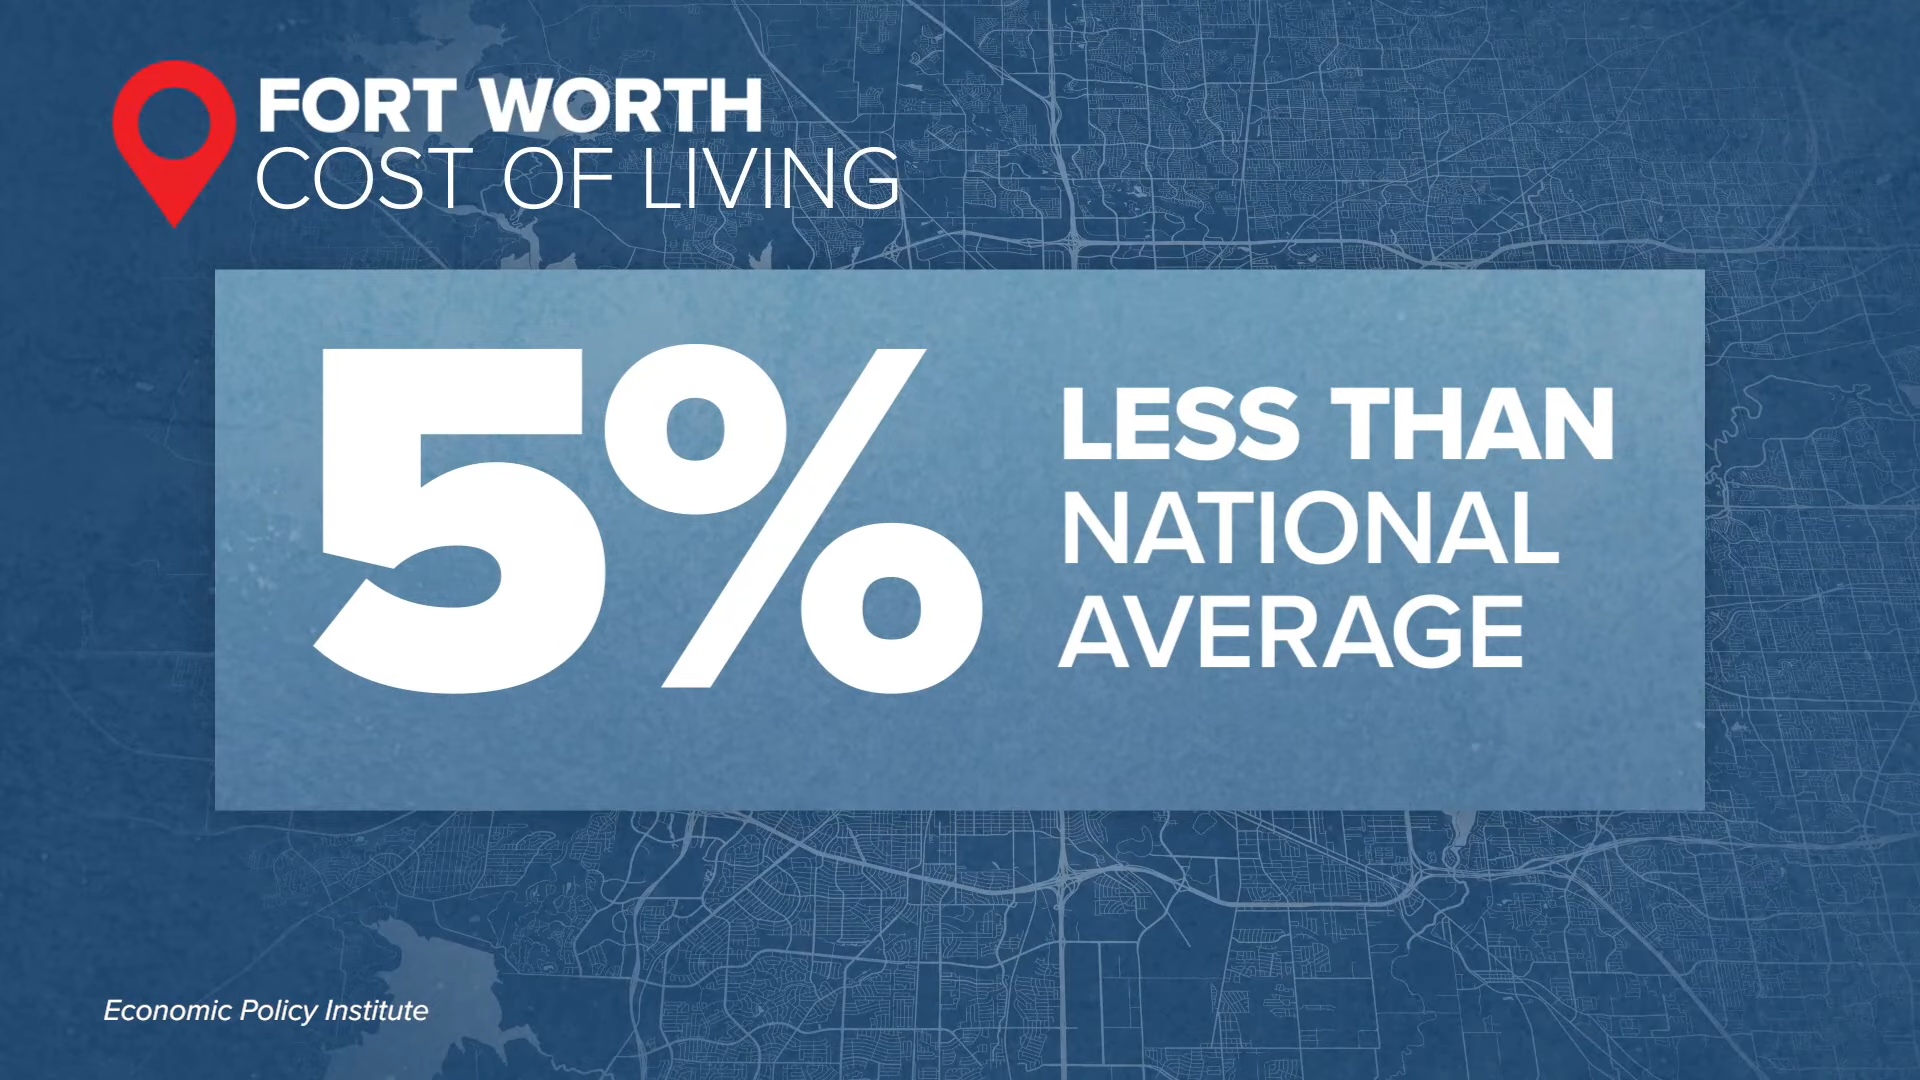 FORT WORTH
COST OF LIVING
5%
LESS THAN
NATIONAL
AVERAGE
Economic Policy Institute